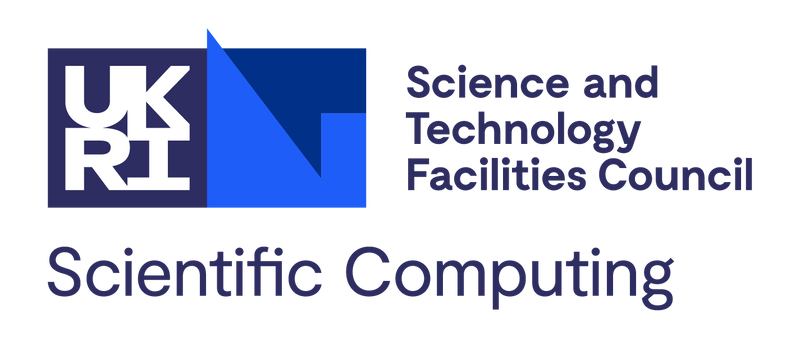 UK
RI
Science and
Technology
Facilities Council
Scientific Computing